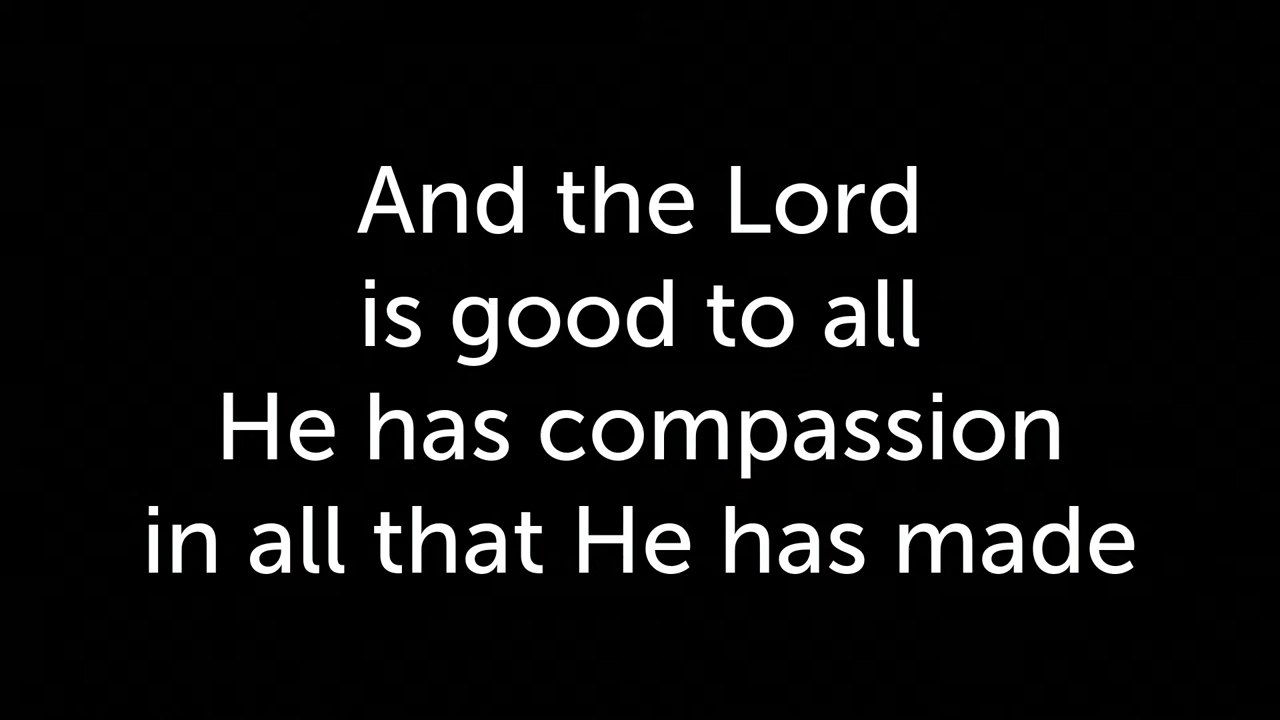 And the Lord
is good to all
He has compassion
in all that He has made